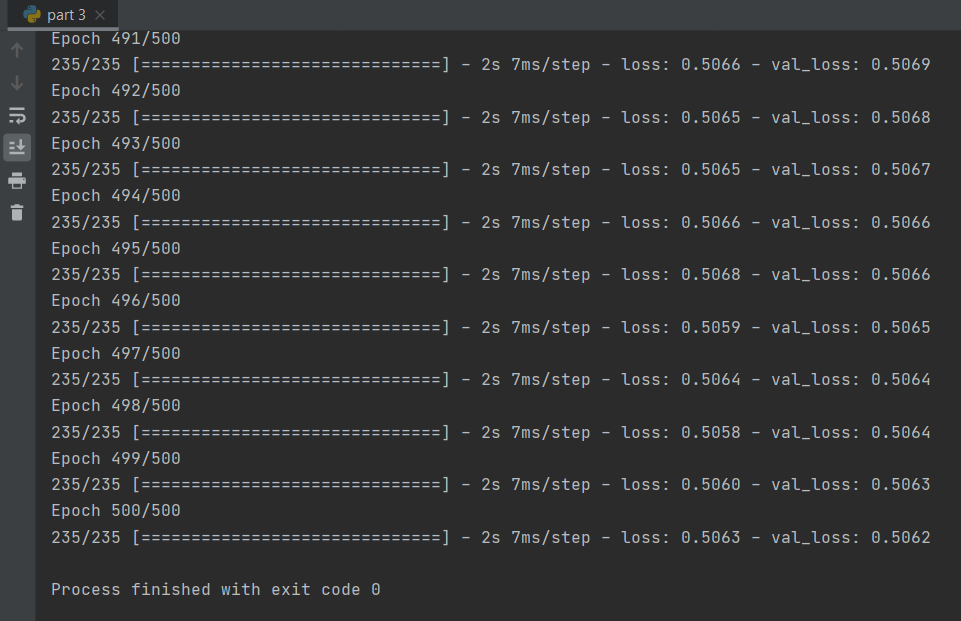 part 3
Epoch 491/500
235/235 [==============================] - 2s 7ms/step - loss: 0.5066 - val_loss: 0.5069
Epoch 492/500
235/235 [==============================] - 2s 7ms/step - loss: 0.5065 - val_loss: 0.5068
Epoch 493/500
235/235 [==============================] - 2s 7ms/step - loss: 0.5065 - val_loss: 0.5067
Epoch 494/500
235/235 [==============================] - 2s 7ms/step - loss: 0.5066 - val_loss: 0.5066
Epoch 495/500
235/235 [==============================] - 2s 7ms/step - loss: 0.5068 - val_loss: 0.5066
Epoch 496/500
235/235 [==============================] - 2s 7ms/step - loss: 0.5059 - val_loss: 0.5065
Epoch 497/500
235/235 [==============================] - 2s 7ms/step - loss: 0.5064 - val_loss: 0.5064
Epoch 498/500
235/235 [==============================] - 2s 7ms/step - loss: 0.5058 - val_loss: 0.5064
Epoch 499/500
235/235 [==============================] - 2s 7ms/step - loss: 0.5060 - val_loss: 0.5063
Epoch 500/500
235/235 [==============================] - 2s 7ms/step - loss: 0.5063 - val_loss: 0.5062
Process finished with exit code 0